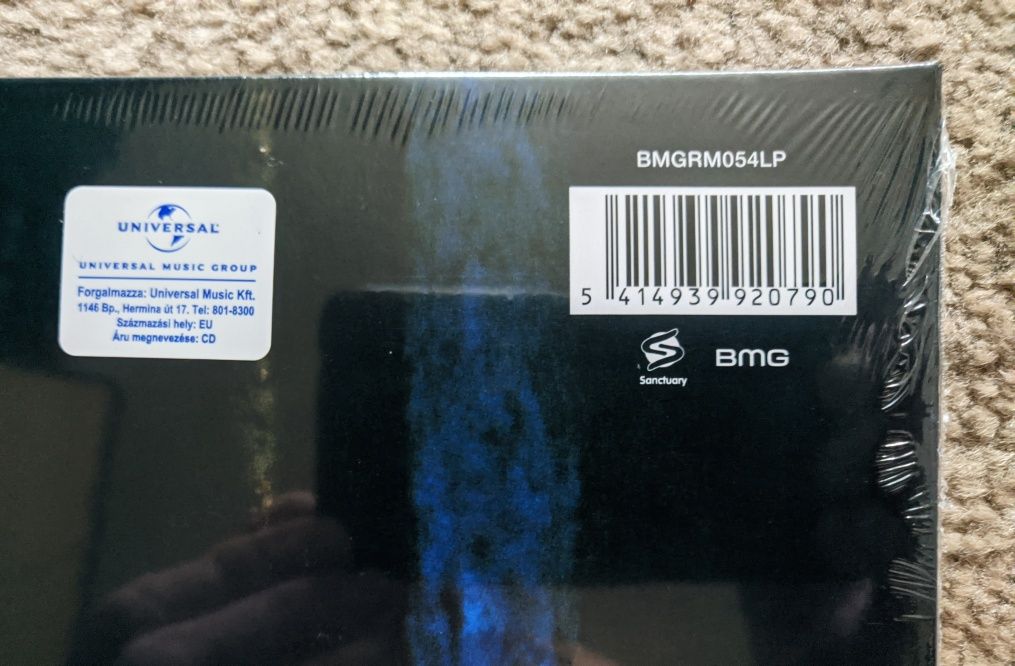 BMGRM054LP
UNIVERSAL
UNIVERSAL MUSIC GROUP
Forgalmazza: Universal Music Kft.
1146 Bp., Hermina út 17. Tel: 801-8300
Származási hely: EU
Áru megnevezése: CD
5 414939 920790
Sanctuary
BMG